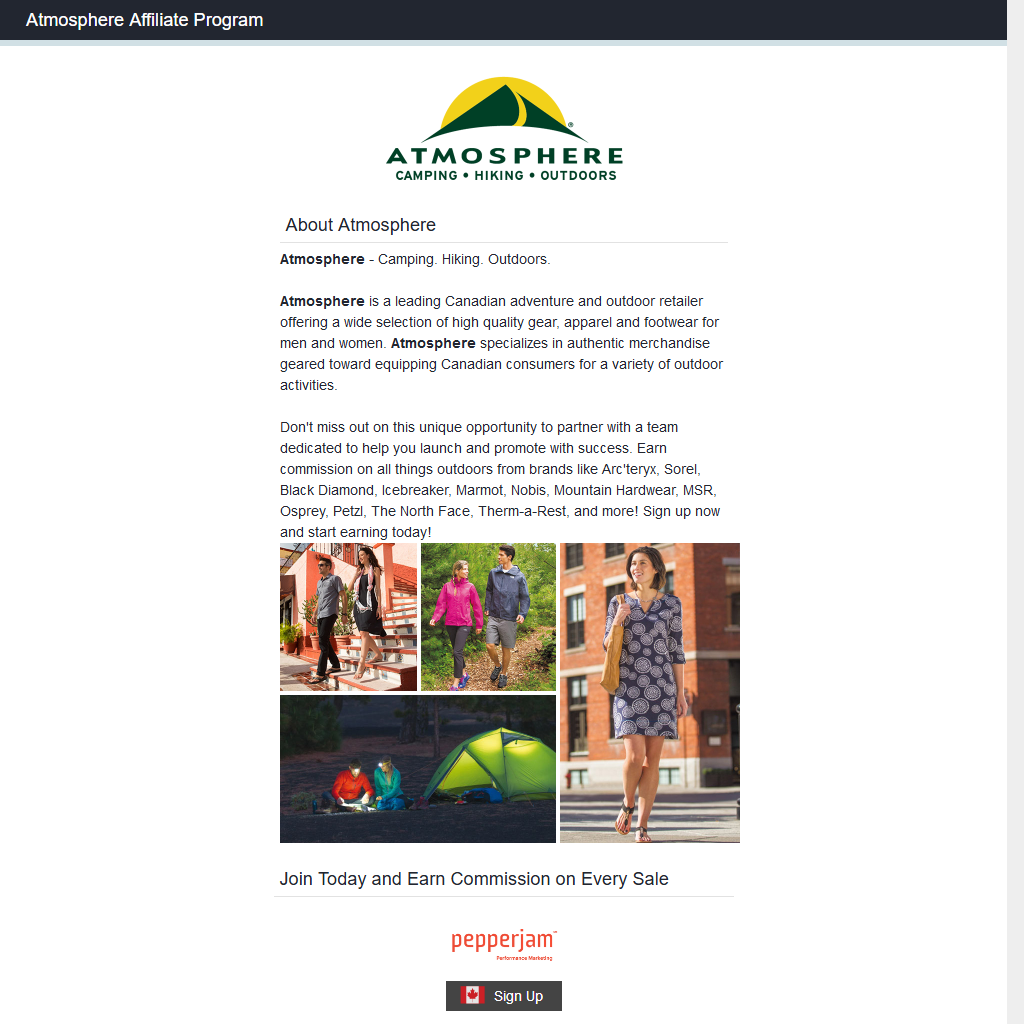 Atmosphere Affiliate Program
ATMOSPHERE®
CAMPING • HIKING • OUTDOORS
About Atmosphere
Atmosphere - Camping. Hiking. Outdoors.
Atmosphere is a leading Canadian adventure and outdoor retailer
offering a wide selection of high quality gear, apparel and footwear for
men and women. Atmosphere specializes in authentic merchandise
geared toward equipping Canadian consumers for a variety of outdoor
activities.
Don't miss out on this unique opportunity to partner with a team
dedicated to help you launch and promote with success. Earn
commission on all things outdoors from brands like Arc'teryx, Sorel,
Black Diamond, Icebreaker, Marmot, Nobis, Mountain Hardwear, MSR,
Osprey, Petzl, The North Face, Therm-a-Rest, and more! Sign up now
and start earning today!
Join Today and Earn Commission on Every Sale
pepperjam™
Performance Marketing
Sign Up